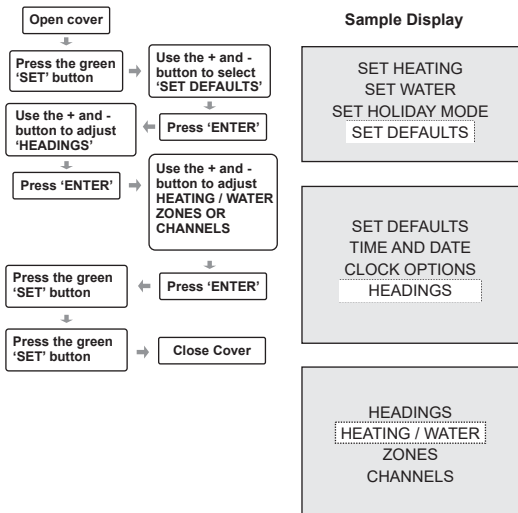 Open cover
Press the green
‘SET’ button
Use the + and -
button to select
‘SET DEFAULTS’
Press ‘ENTER’
Use the + and -
button to adjust
‘HEADINGS’
Press ‘ENTER’
Use the + and -
button to adjust
HEATING / WATER
ZONES OR
CHANNELS
Press ‘ENTER’
Press the green
‘SET’ button
Press the green
‘SET’ button
Close Cover
Sample Display
SET HEATING
SET WATER
SET HOLIDAY MODE
SET DEFAULTS
SET DEFAULTS
TIME AND DATE
CLOCK OPTIONS
HEADINGS
HEADINGS
HEATING / WATER
ZONES
CHANNELS